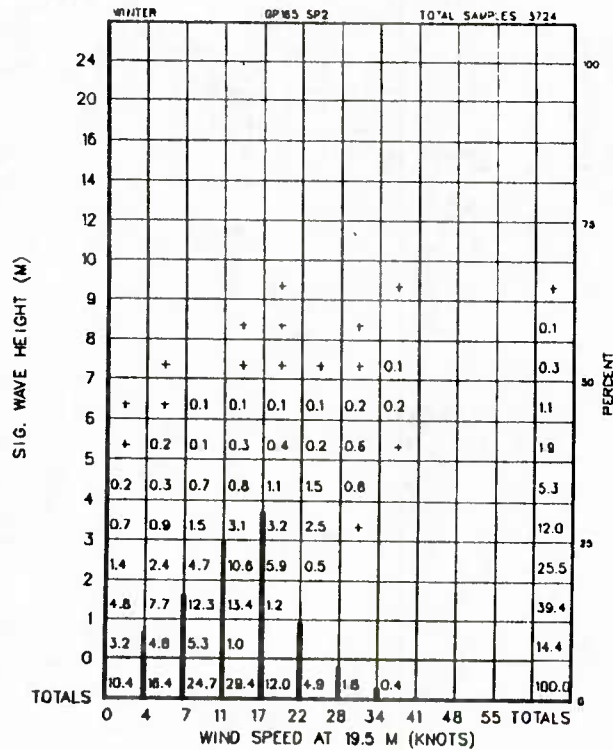 WINTER GP165 SP2 TOTAL SAMPLES 3724
24 100
20
16
14
12 75
10
9 + + +
8 + + + 0.1
7 + + + + + 0.1 0.3 50
6 + + 0.1 0.1 0.1 0.1 0.2 0.2 1.1
5 + 0.2 0.1 0.3 0.4 0.2 0.6 + 1.9
4 0.2 0.3 0.7 0.8 1.1 1.5 0.8 5.3
3 0.7 0.9 1.5 3.1 3.2 2.5 + 12.0 25
2 1.4 2.4 4.7 10.6 5.9 0.5 25.5
1 4.8 7.7 12.3 13.4 1.2 39.4
0 3.2 4.8 5.3 1.0 14.4
TOTALS 10.4 16.4 24.7 29.4 12.0 4.9 1.8 0.4 100.0 0
0 4 7 11 17 22 28 34 41 48 55 TOTALS
WIND SPEED AT 19.5 M (KNOTS)
SIG. WAVE HEIGHT (M)
PERCENT